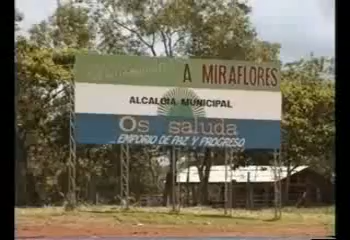 A MIRAFLORES
ALCALDIA MUNICIPAL
Os saluda
EMPORIO DE PAZ Y PROGRESO